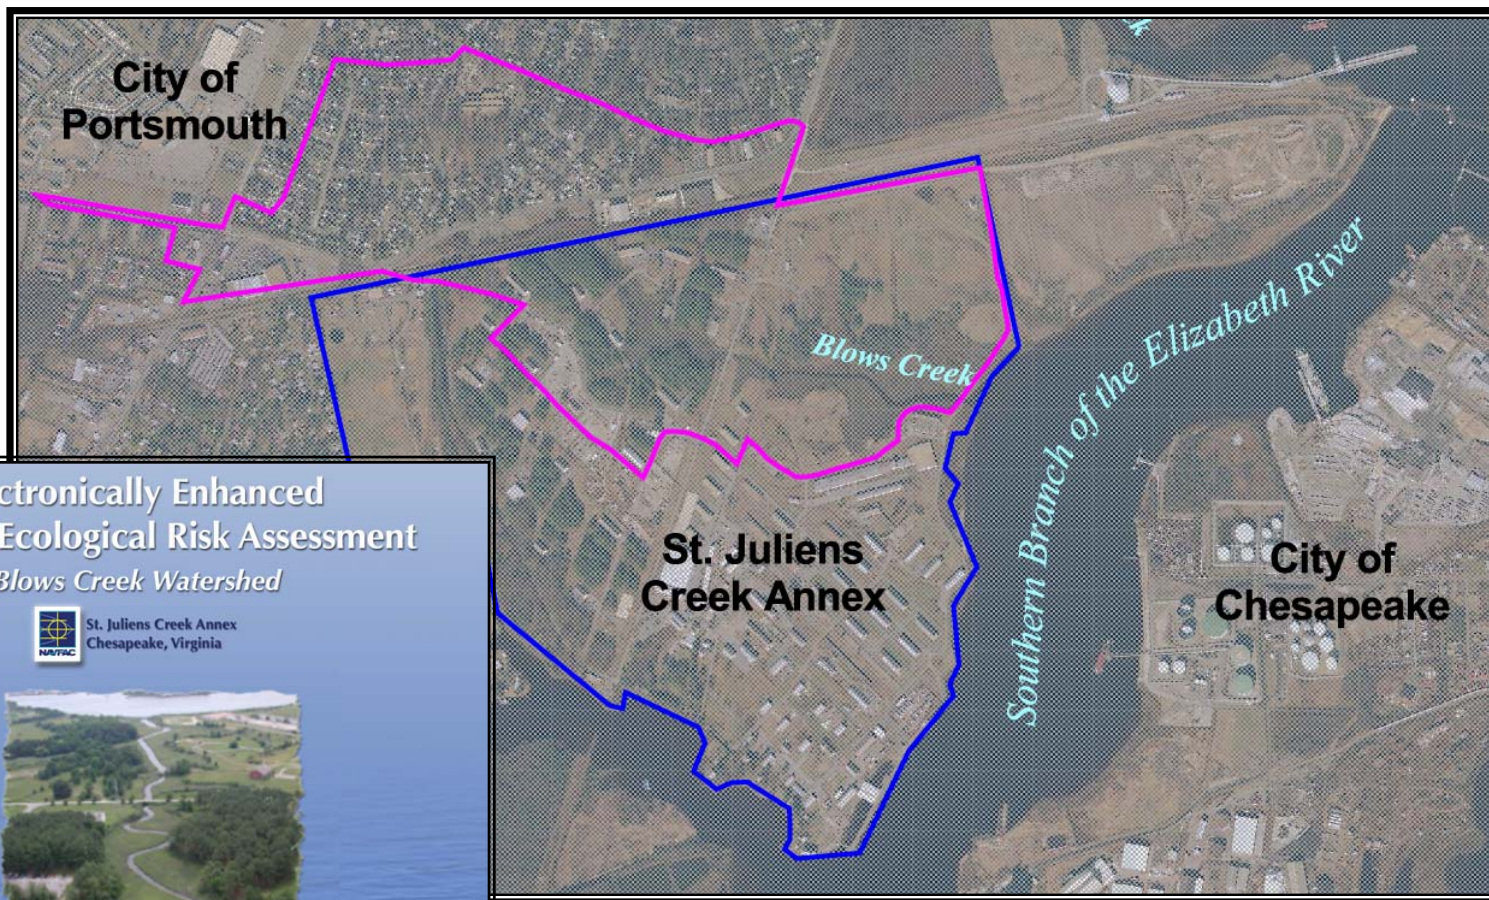 City of
Portsmouth
Blows Creek
Southern Branch of the Elizabeth River
St. Juliens
Creek Annex
City of
Chesapeake
ctronically Enhanced
Ecological Risk Assessment
Blows Creek Watershed
NAVFAC
St. Juliens Creek Annex
Chesapeake, Virginia